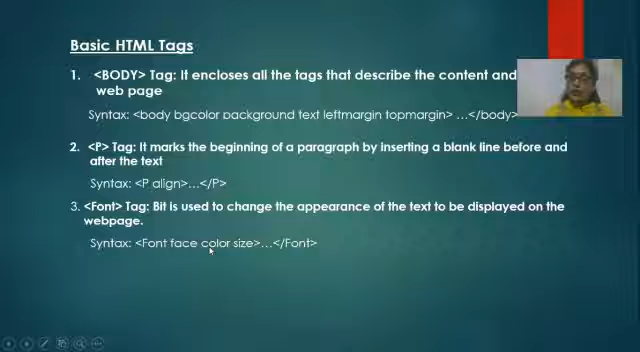 Basic HTML Tags
1. <BODY> Tag: It encloses all the tags that describe the content and
web page
Syntax: <body bgcolor background text leftmargin topmargin> ...</body>
2. <P> Tag: It marks the beginning of a paragraph by inserting a blank line before and
after the text
Syntax: <P align>...</P>
3. <Font> Tag: Bit is used to change the appearance of the text to be displayed on the
webpage.
Syntax: <Font face color size>...</Font>